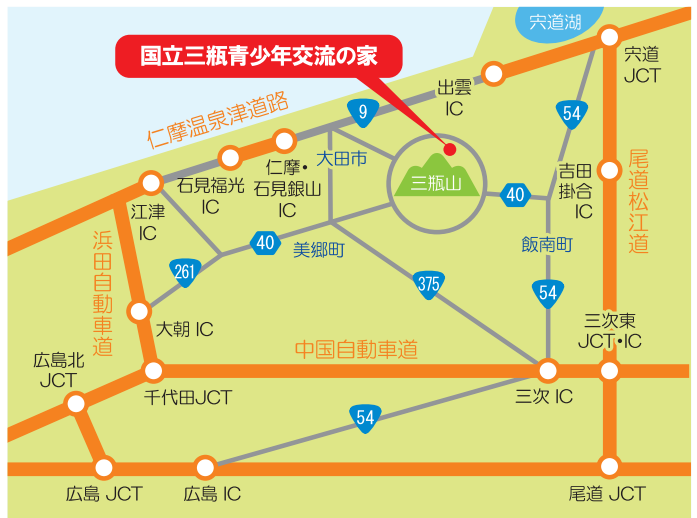 宍道湖
国立三瓶青少年交流の家
宍道
JCT
出雲
IC
9
54
仁摩温泉津道路
大田市
仁摩・
石見銀山
IC
石見福光
IC
三瓶山
吉田
掛合
IC
尾道松江道
江津
IC
40
40
美郷町
飯南町
浜田自動車道
261
375
54
大朝 IC
三次東
JCT・IC
中国自動車道
広島北
JCT
千代田JCT
三次 IC
54
広島 JCT
広島 IC
尾道 JCT